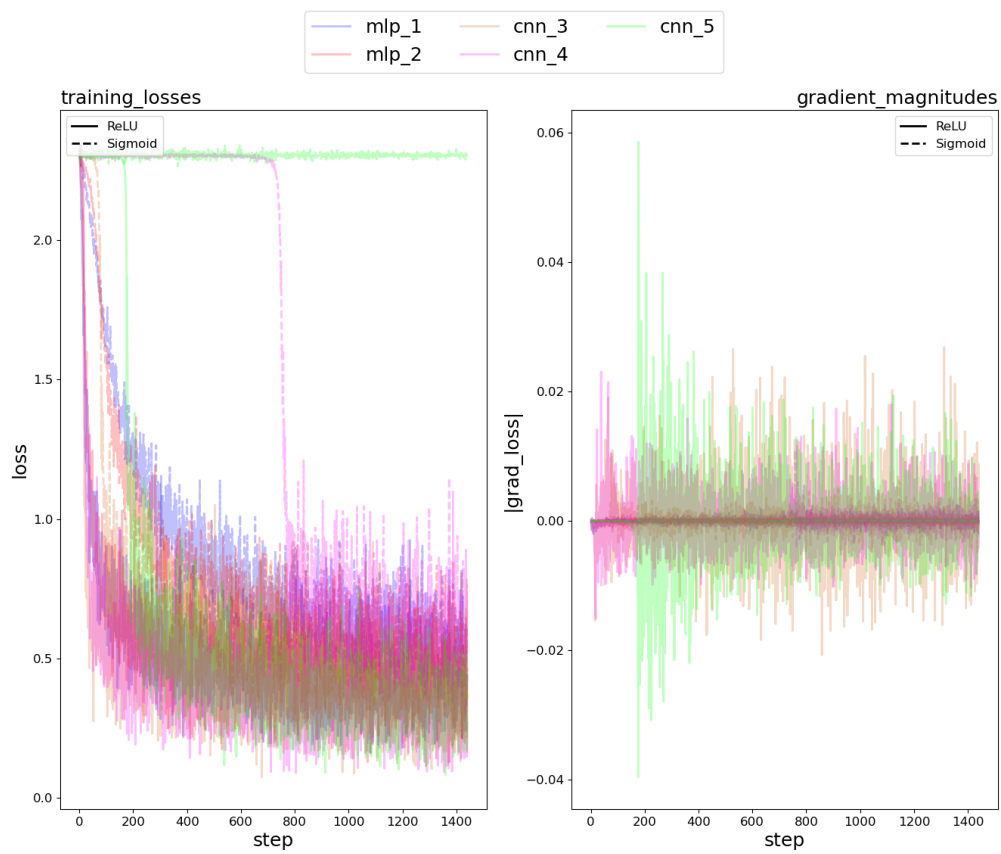 mlp_1 cnn_3 cnn_5
mlp_2 cnn_4
training_losses
ReLU
Sigmoid
loss
2.0
1.5
1.0
0.5
0.0
0 200 400 600 800 1000 1200 1400
step
gradient_magnitudes
ReLU
Sigmoid
|grad_loss|
0.06
0.04
0.02
0.00
−0.02
−0.04
0 200 400 600 800 1000 1200 1400
step